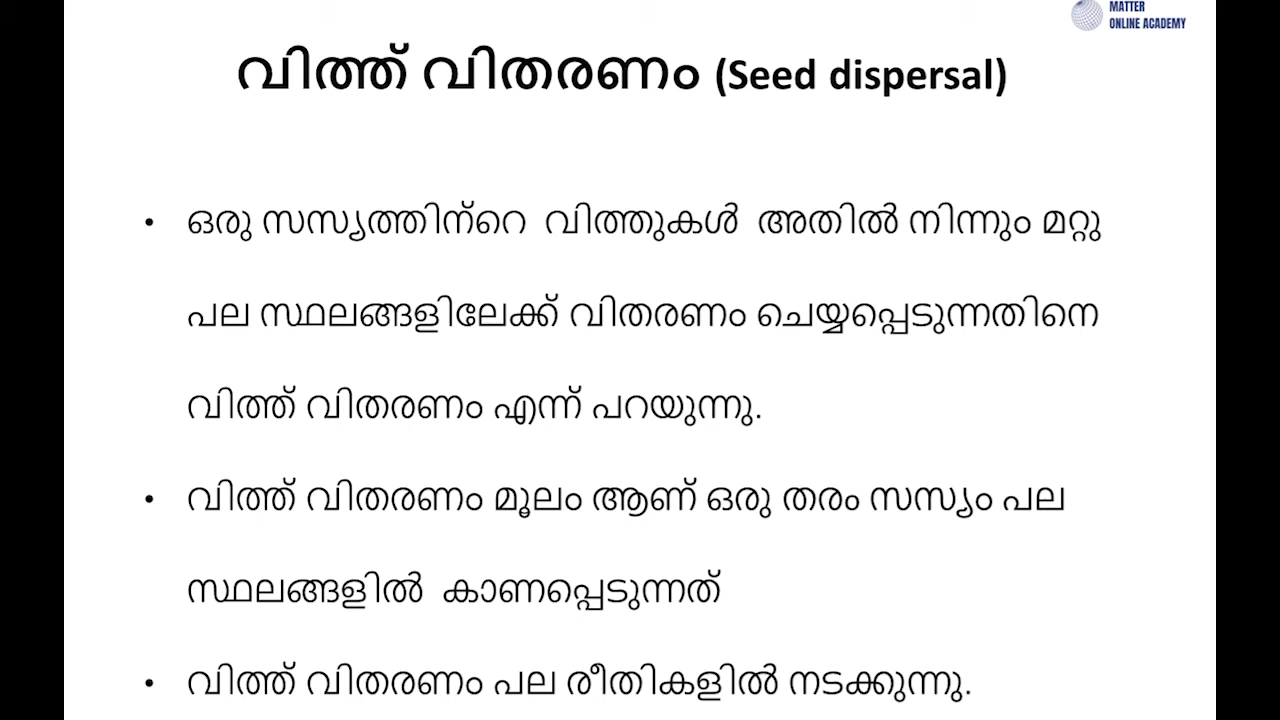 MATTER
ONLINE ACADEMY
വിത്ത് വിതരണം (Seed dispersal)
• ഒരു സസ്യത്തിന്റെ വിത്തുകൾ അതിൽ നിന്നും മറ്റു
പല സ്ഥലങ്ങളിലേക്ക് വിതരണം ചെയ്യപ്പെടുന്നതിനെ
വിത്ത് വിതരണം എന്ന് പറയുന്നു.
• വിത്ത് വിതരണം മൂലം ആണ് ഒരു തരം സസ്യം പല
സ്ഥലങ്ങളിൽ കാണപ്പെടുന്നത്
• വിത്ത് വിതരണം പല രീതികളിൽ നടക്കുന്നു.